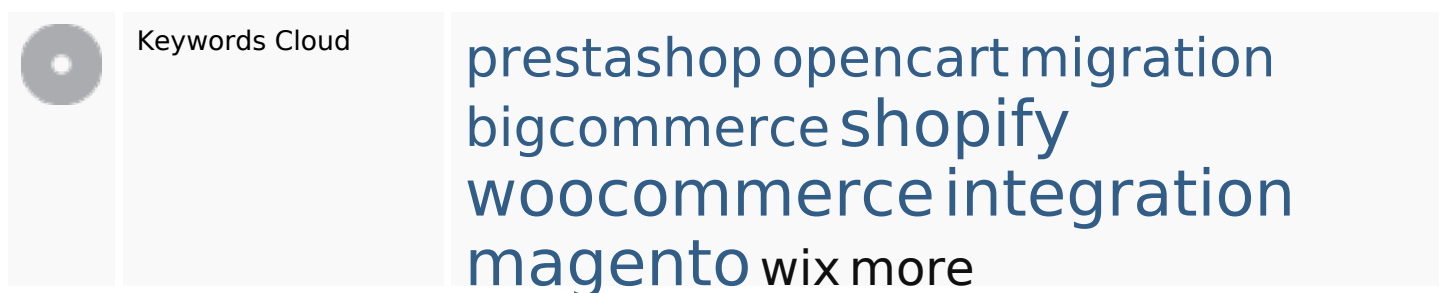 Keywords Cloud
prestashop opencart migration
bigcommerce shopify
woocommerce integration
magento wix more